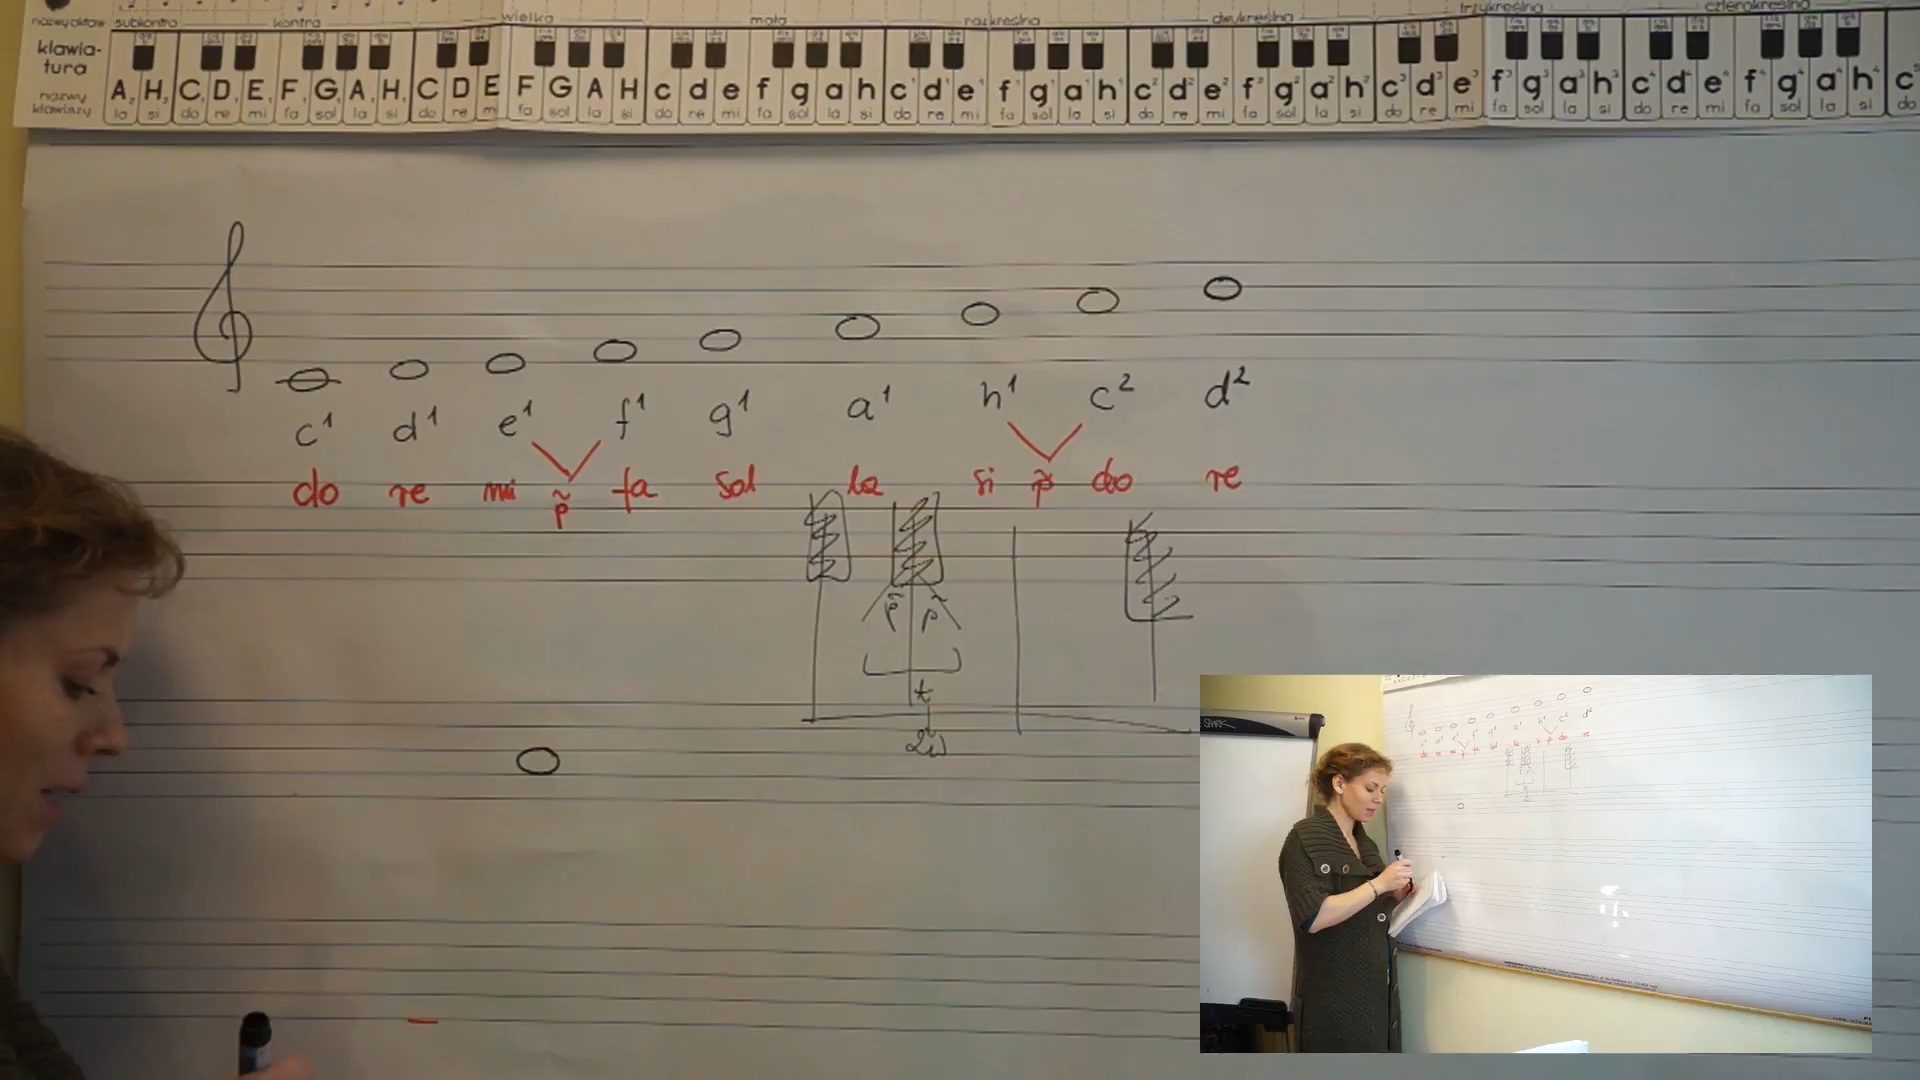 nazwy oktaw subkontra kontra wielka mała razkreślna dwukreślna trzykreślna czterokreślna
klawia-
tura
nazwy
klawiszy
A₂ H₂ C₁ D₁ E₁ F₁ G₁ A₁ H₁ C D E F G A H c d e f g a h c¹ d¹ e¹ f¹ g¹ a¹ h¹ c² d² e² f² g² a² h² c³ d³ e³ f³ g³ a³ h³ c⁴ d⁴ e⁴ f⁴ g⁴ a⁴ h⁴ c⁵
la si do re mi fa sol la si do re mi fa sol la si do re mi fa sol la si do re mi fa sol la si do re mi fa sol la si do re mi fa sol la si do re mi fa sol la si do
c¹ d¹ e¹ f¹ g¹ a¹ h¹ c² d²
do re mi p̃ fa sol la si p̃ do re
p̃ p̃
t
2w
SHARK